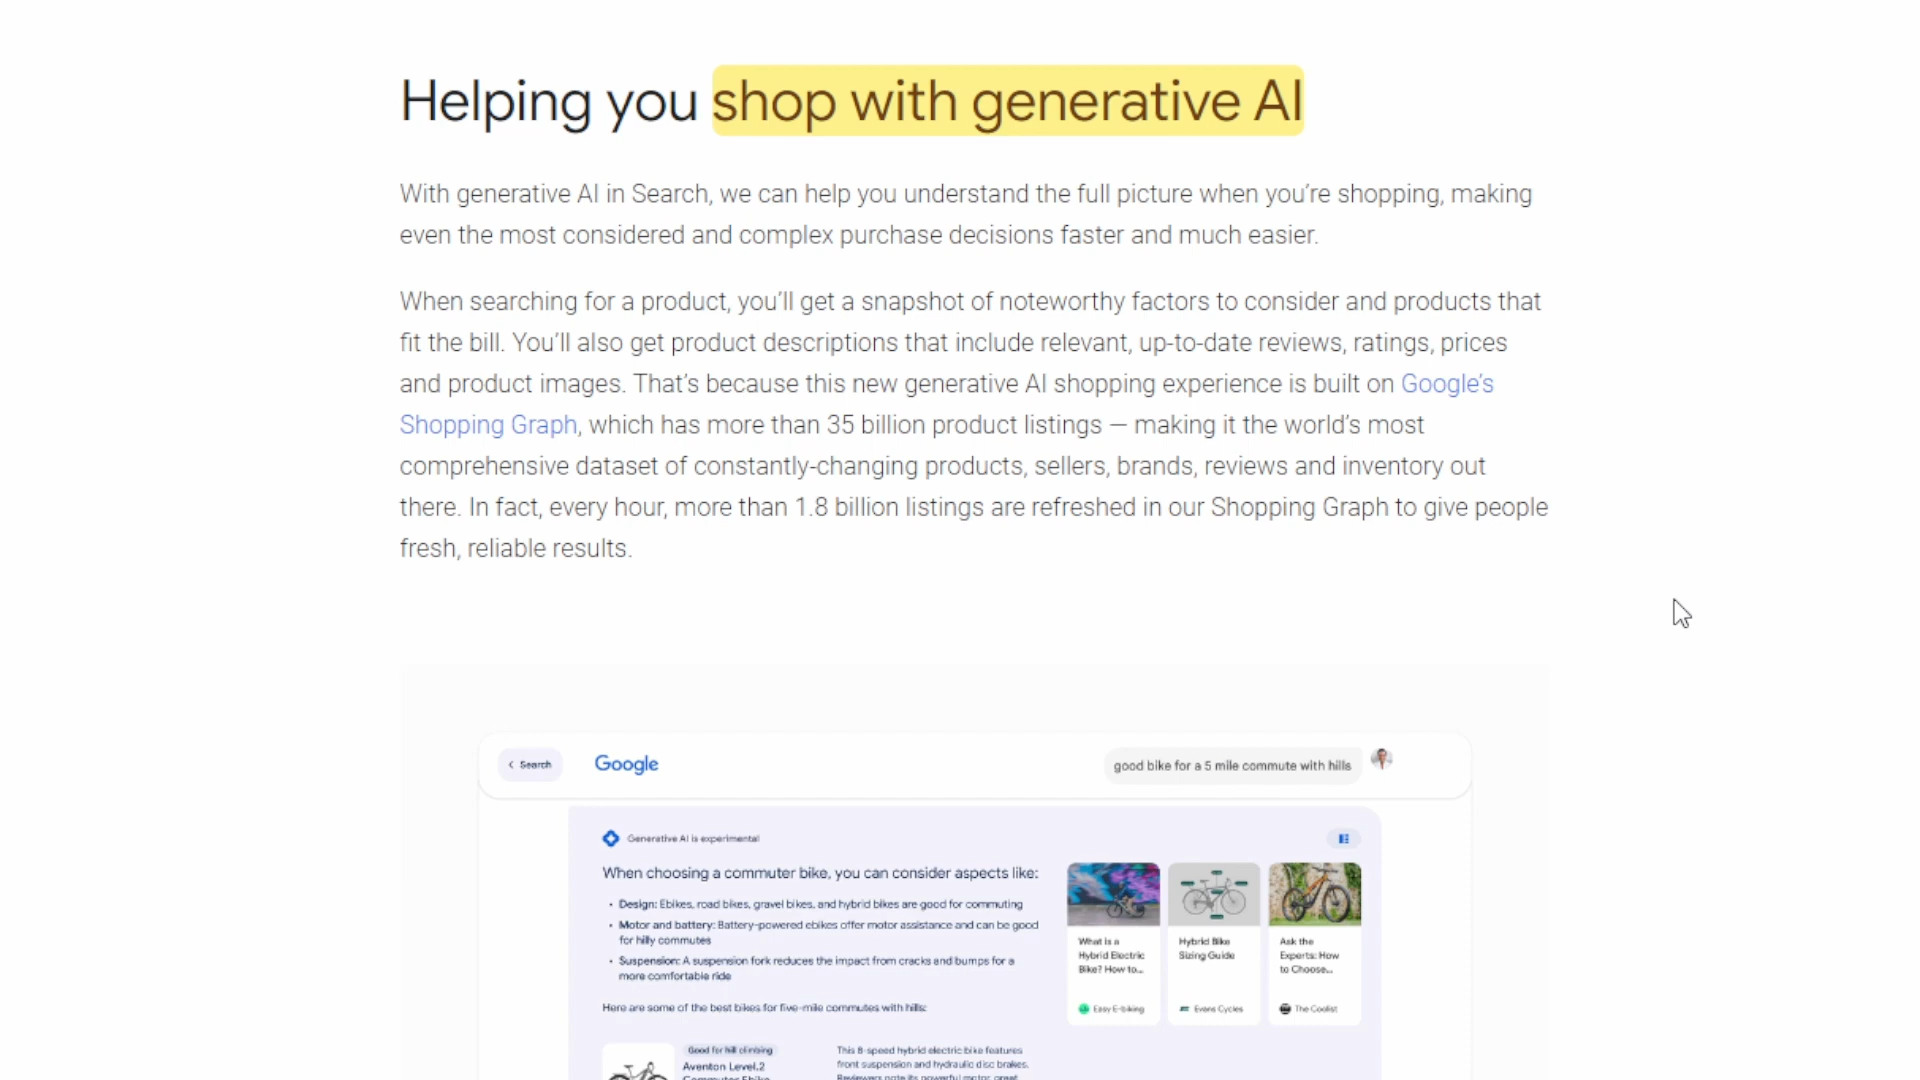 Helping you shop with generative AI
With generative AI in Search, we can help you understand the full picture when you’re shopping, making
even the most considered and complex purchase decisions faster and much easier.
When searching for a product, you’ll get a snapshot of noteworthy factors to consider and products that
fit the bill. You’ll also get product descriptions that include relevant, up-to-date reviews, ratings, prices
and product images. That’s because this new generative AI shopping experience is built on Google’s
Shopping Graph, which has more than 35 billion product listings — making it the world’s most
comprehensive dataset of constantly-changing products, sellers, brands, reviews and inventory out
there. In fact, every hour, more than 1.8 billion listings are refreshed in our Shopping Graph to give people
fresh, reliable results.
Search
Google
good bike for a 5 mile commute with hills
Generative AI is experimental
When choosing a commuter bike, you can consider aspects like:
• Design: Ebikes, road bikes, gravel bikes, and hybrid bikes are good for commuting
• Motor and battery: Battery-powered ebikes offer motor assistance and can be good
for hilly commutes
• Suspension: A suspension fork reduces the impact from cracks and bumps for a
more comfortable ride
Here are some of the best bikes for five-mile commutes with hills:
What is a
Hybrid Electric
Bike? How to...
Easy E-biking
Hybrid Bike
Sizing Guide
Evans Cycles
Ask the
Experts: How
to Choose...
The Coolist
Good for hill climbing
Aventon Level.2
Commuter Ebike
This 8-speed hybrid electric bike features
front suspension and hydraulic disc brakes.
Reviewers note its powerful motor, great